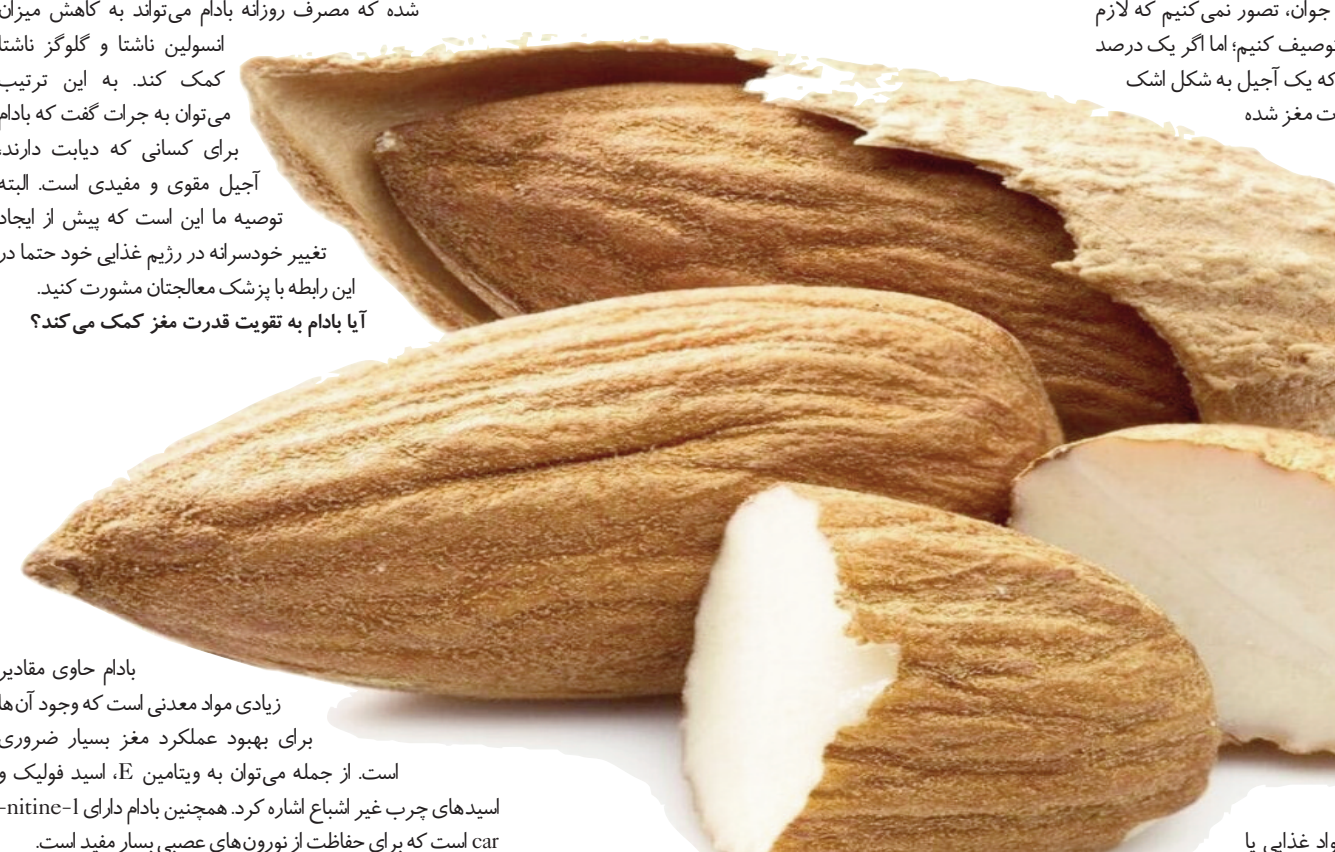 جوان، تصور نمی‌کنیم که لازم
توصیف کنیم؛ اما اگر یک درصد
که یک آجیل به شکل اشک
ت مغز شده
واد غذایی یا
شده که مصرف روزانه بادام می‌تواند به کاهش میزان
انسولین ناشتا و گلوگز ناشتا
کمک کند. به این ترتیب
می‌توان به جرات گفت که بادام
برای کسانی که دیابت دارند،
آجیل مقوی و مفیدی است. البته
توصیه ما این است که پیش از ایجاد
تغییر خودسرانه در رژیم غذایی خود حتما در
این رابطه با پزشک معالجتان مشورت کنید.
آیا بادام به تقویت قدرت مغز کمک می‌کند؟
بادام حاوی مقادیر
زیادی مواد معدنی است که وجود آن‌ها
برای بهبود عملکرد مغز بسیار ضروری
است. از جمله می‌توان به ویتامین E، اسید فولیک و
اسیدهای چرب غیر اشباع اشاره کرد. همچنین بادام دارای nitine-l-
car است که برای حفاظت از نورون‌های عصبی بسار مفید است.